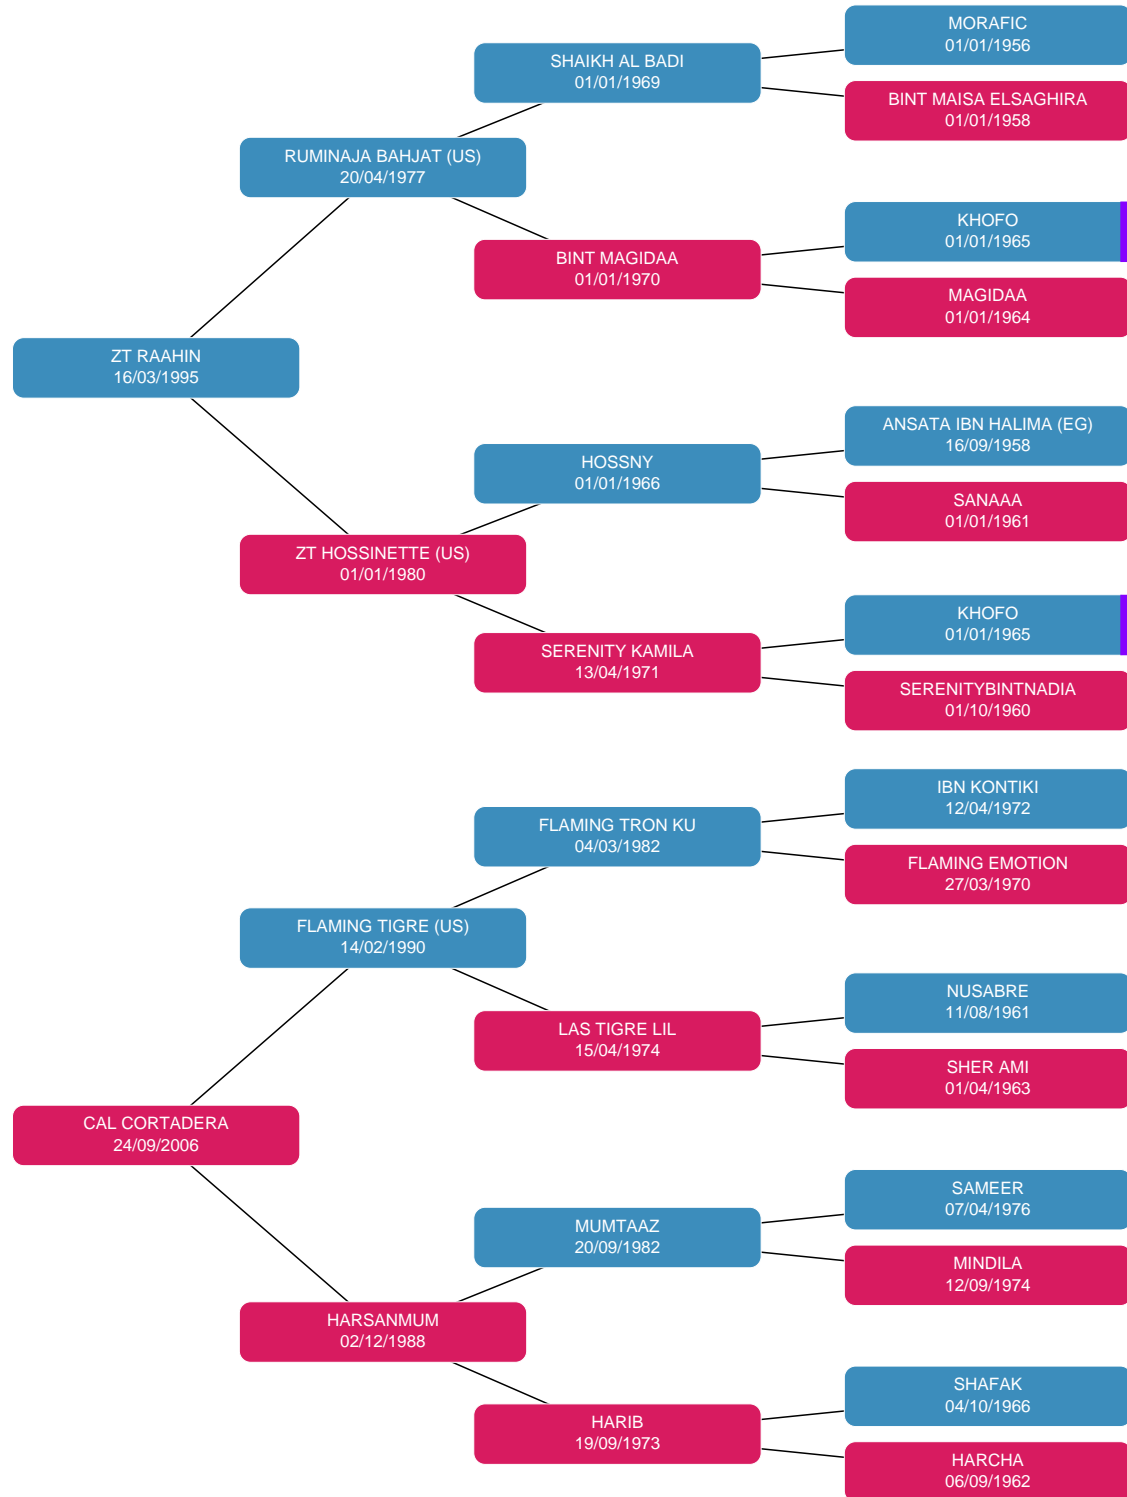 MORAFIC
01/01/1956
SHAIKH AL BADI
01/01/1969
BINT MAISA ELSAGHIRA
01/01/1958
RUMINAJA BAHJAT (US)
20/04/1977
KHOFO
01/01/1965
BINT MAGIDAA
01/01/1970
MAGIDAA
01/01/1964
ZT RAAHIN
16/03/1995
ANSATA IBN HALIMA (EG)
16/09/1958
HOSSNY
01/01/1966
SANAAA
01/01/1961
ZT HOSSINETTE (US)
01/01/1980
KHOFO
01/01/1965
SERENITY KAMILA
13/04/1971
SERENITYBINTNADIA
01/10/1960
IBN KONTIKI
12/04/1972
FLAMING TRON KU
04/03/1982
FLAMING EMOTION
27/03/1970
FLAMING TIGRE (US)
14/02/1990
NUSABRE
11/08/1961
LAS TIGRE LIL
15/04/1974
SHER AMI
01/04/1963
CAL CORTADERA
24/09/2006
SAMEER
07/04/1976
MUMTAAZ
20/09/1982
MINDILA
12/09/1974
HARSANMUM
02/12/1988
SHAFAK
04/10/1966
HARIB
19/09/1973
HARCHA
06/09/1962